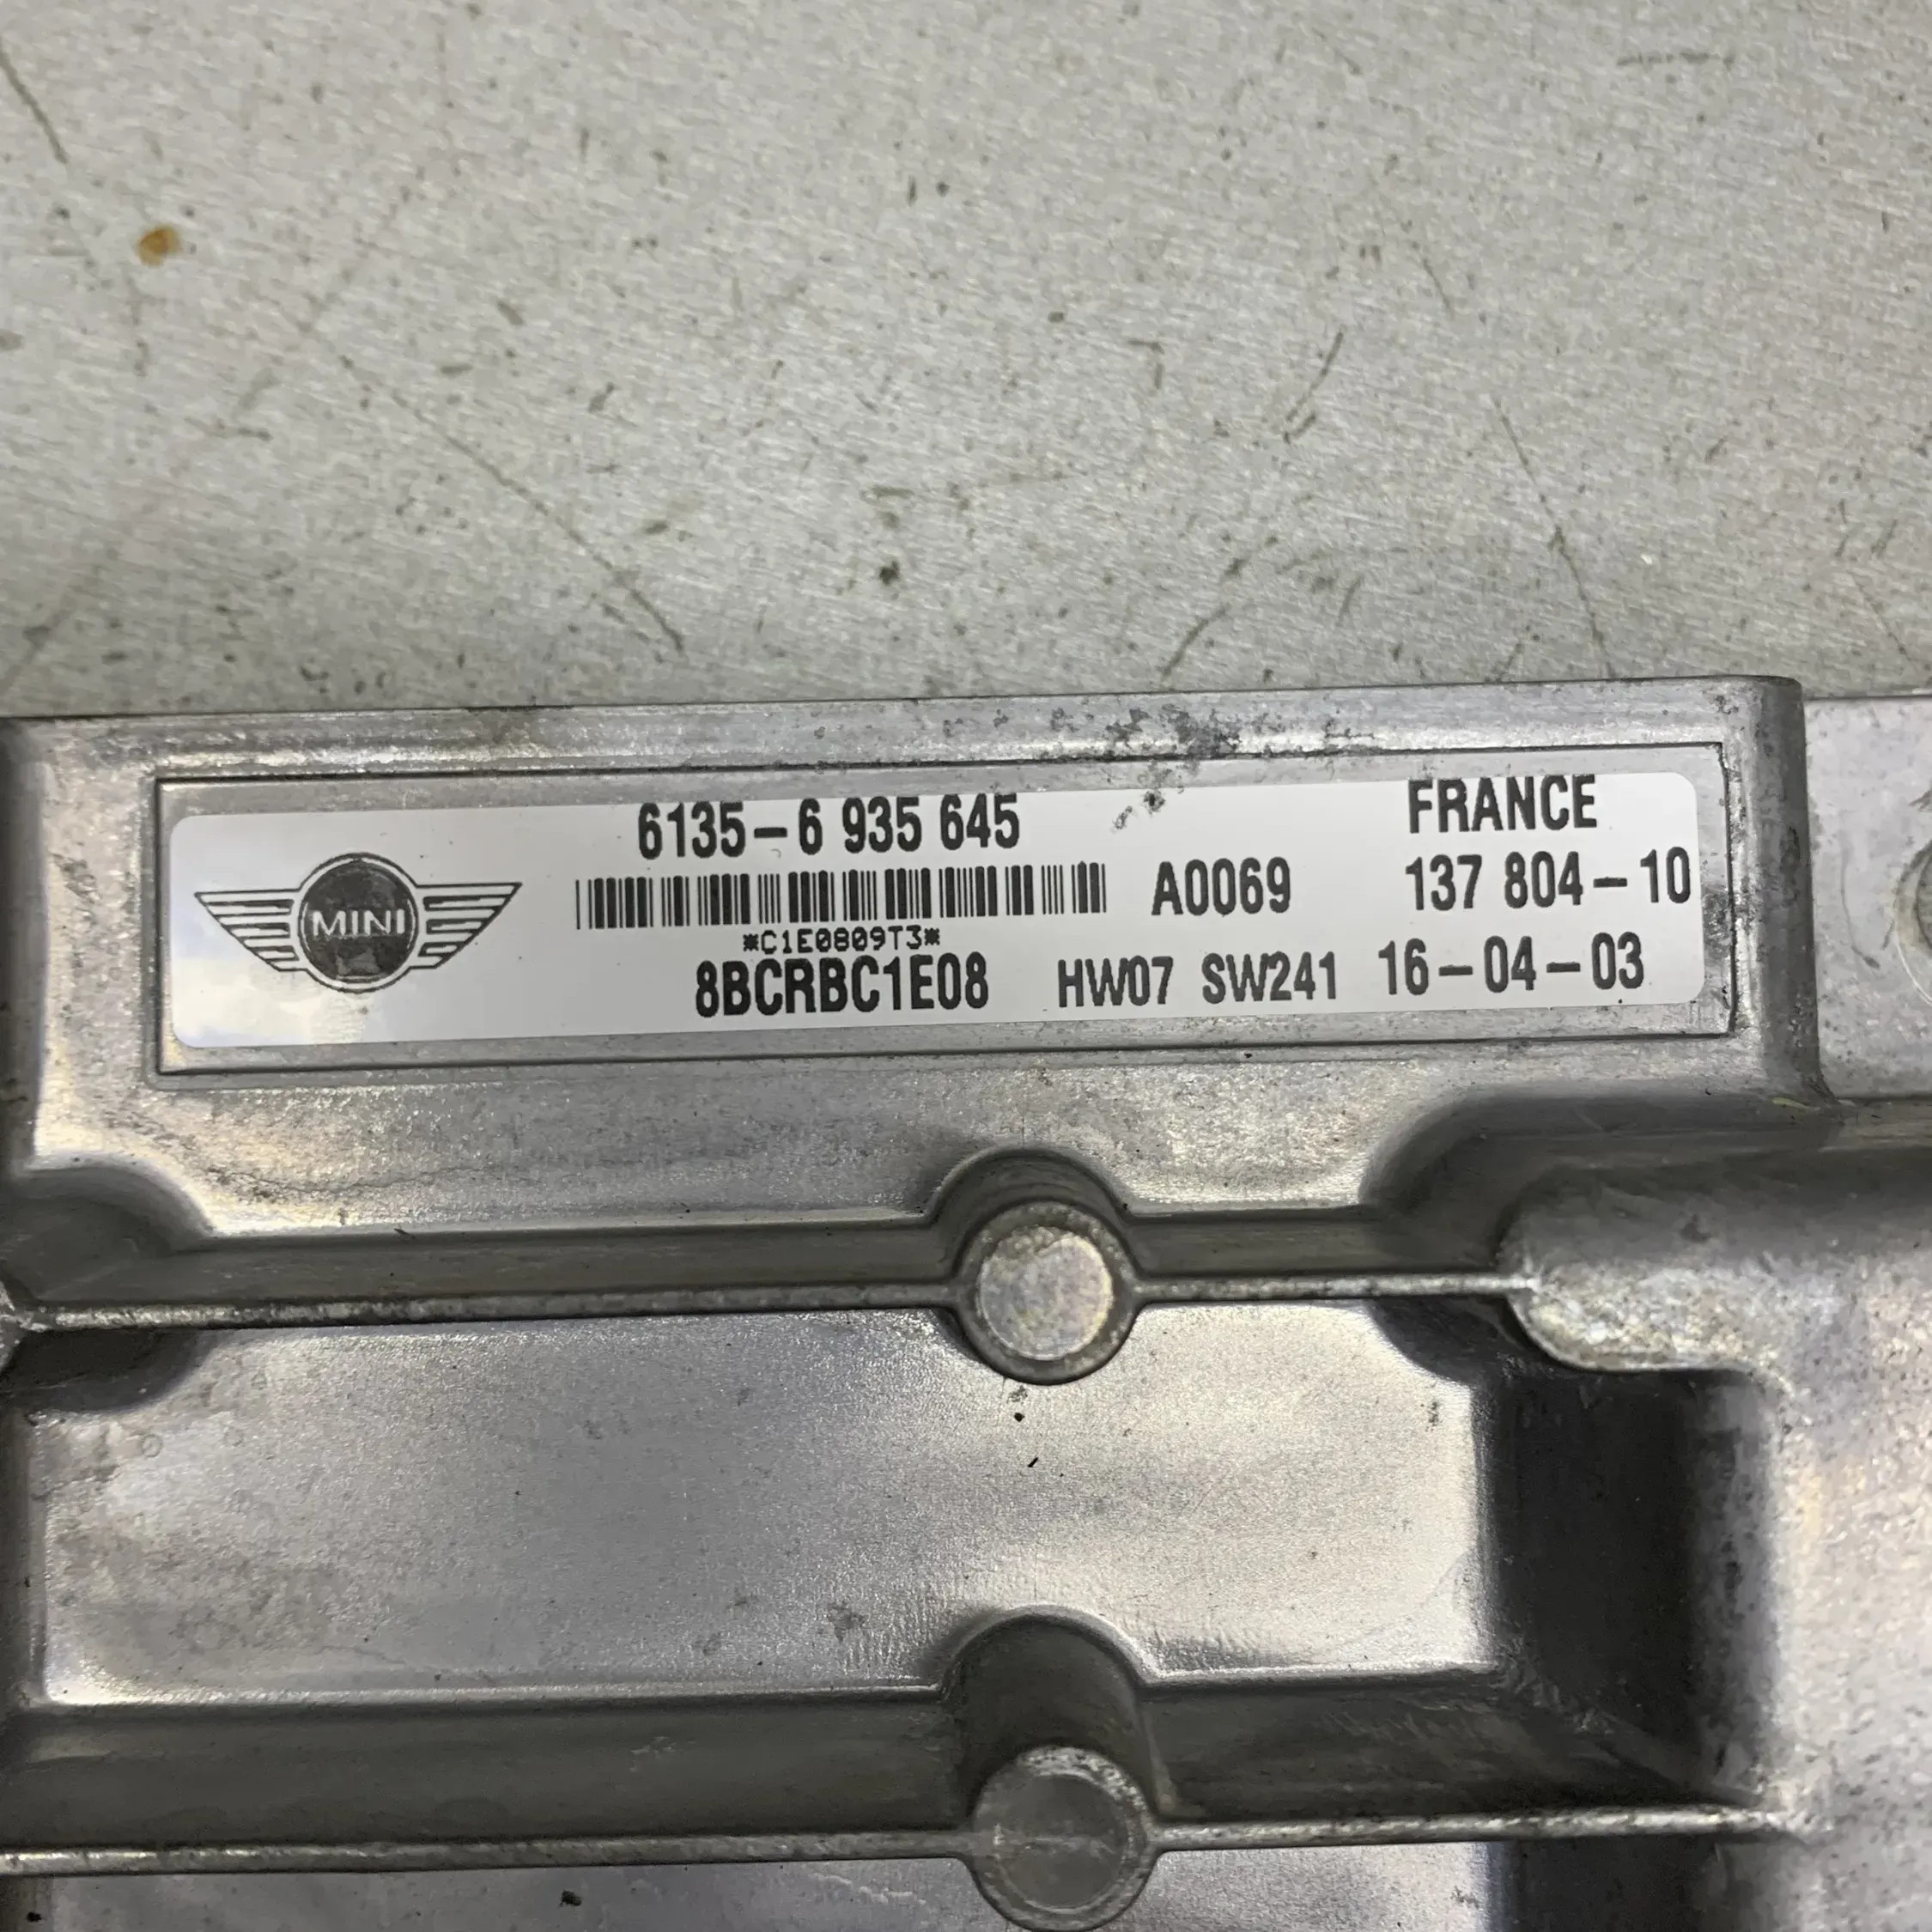 MINI
6135-6 935 645
FRANCE
A0069
137 804-10
*C1E0809T3*
8BCRBC1E08 HW07 SW241 16-04-03